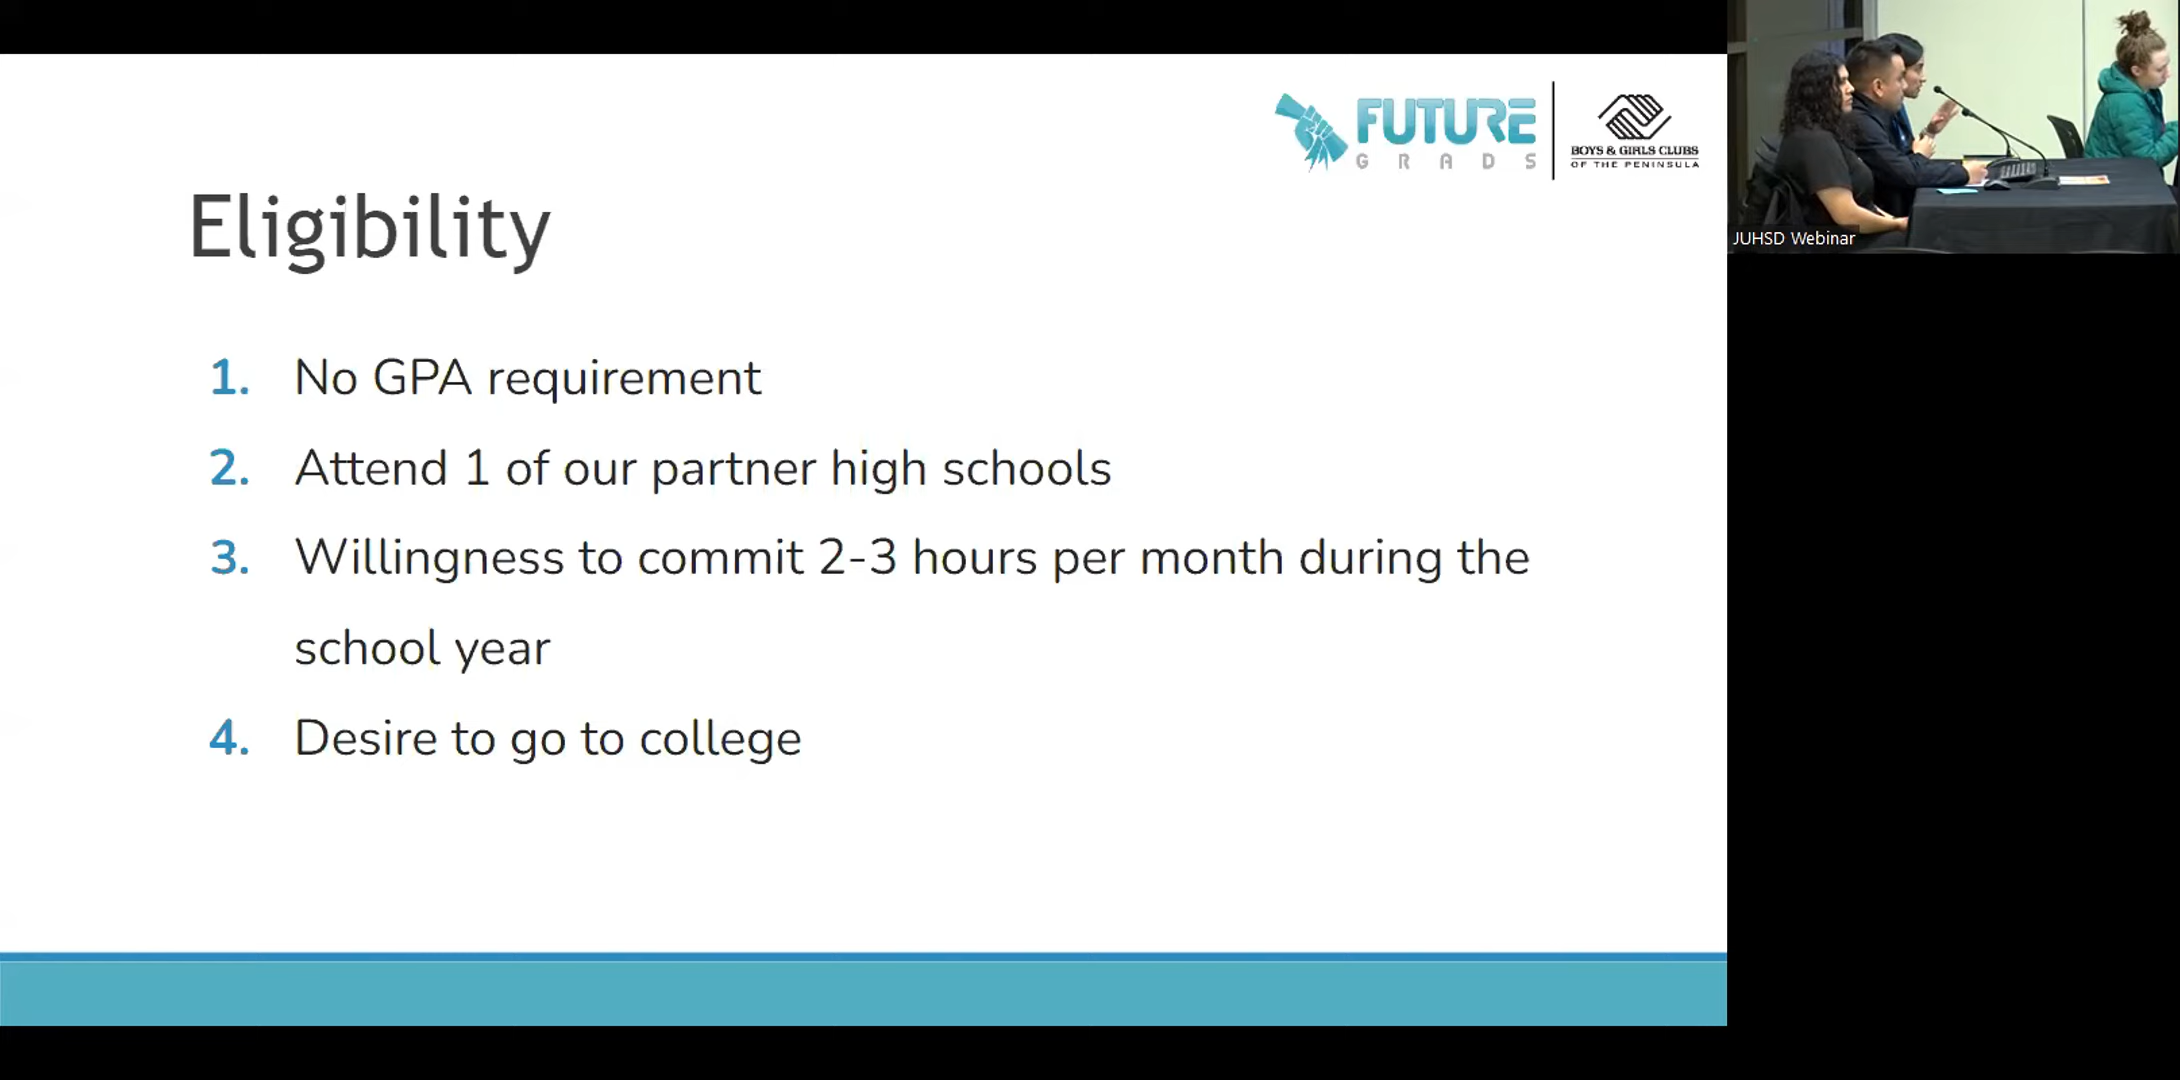 FUTURE
GRADS
BOYS & GIRLS CLUBS
OF THE PENINSULA
Eligibility
1. No GPA requirement
2. Attend 1 of our partner high schools
3. Willingness to commit 2-3 hours per month during the
school year
4. Desire to go to college
JUHSD Webinar